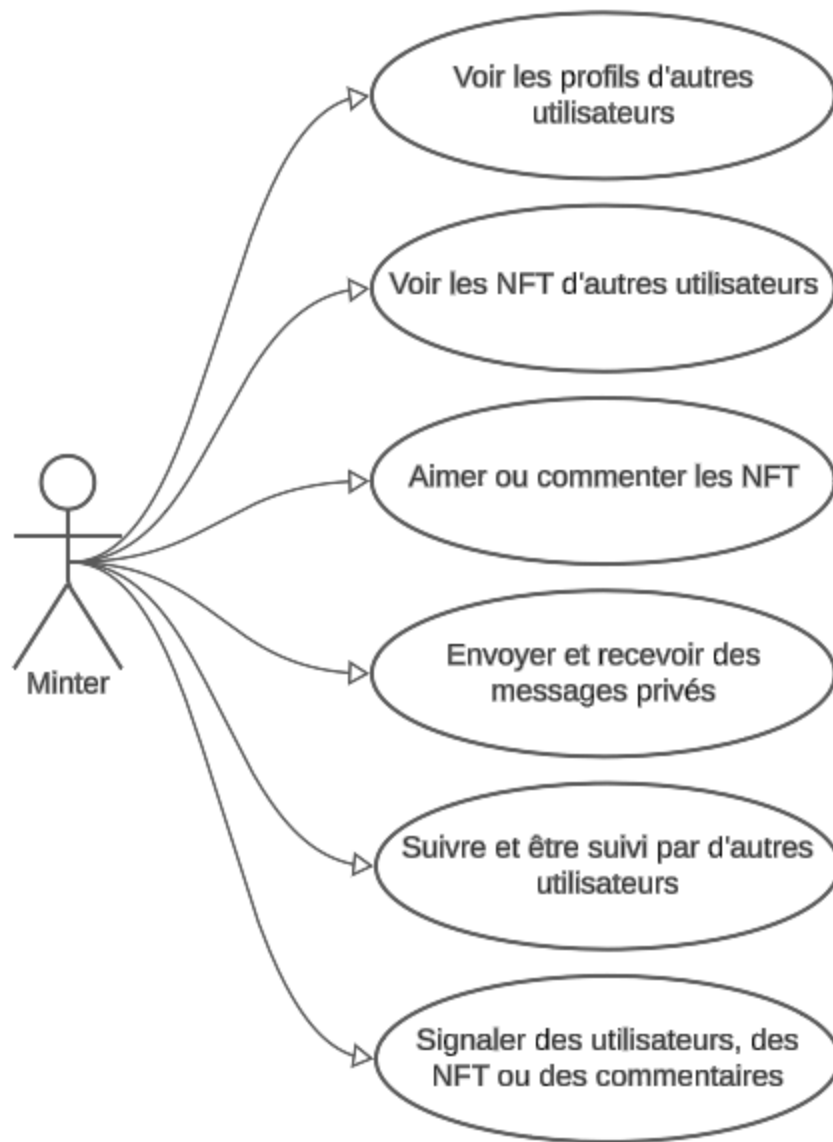 Voir les profils d'autres
utilisateurs
Voir les NFT d'autres utilisateurs
Aimer ou commenter les NFT
Envoyer et recevoir des
messages privés
Minter
Suivre et être suivi par d'autres
utilisateurs
Signaler des utilisateurs, des
NFT ou des commentaires